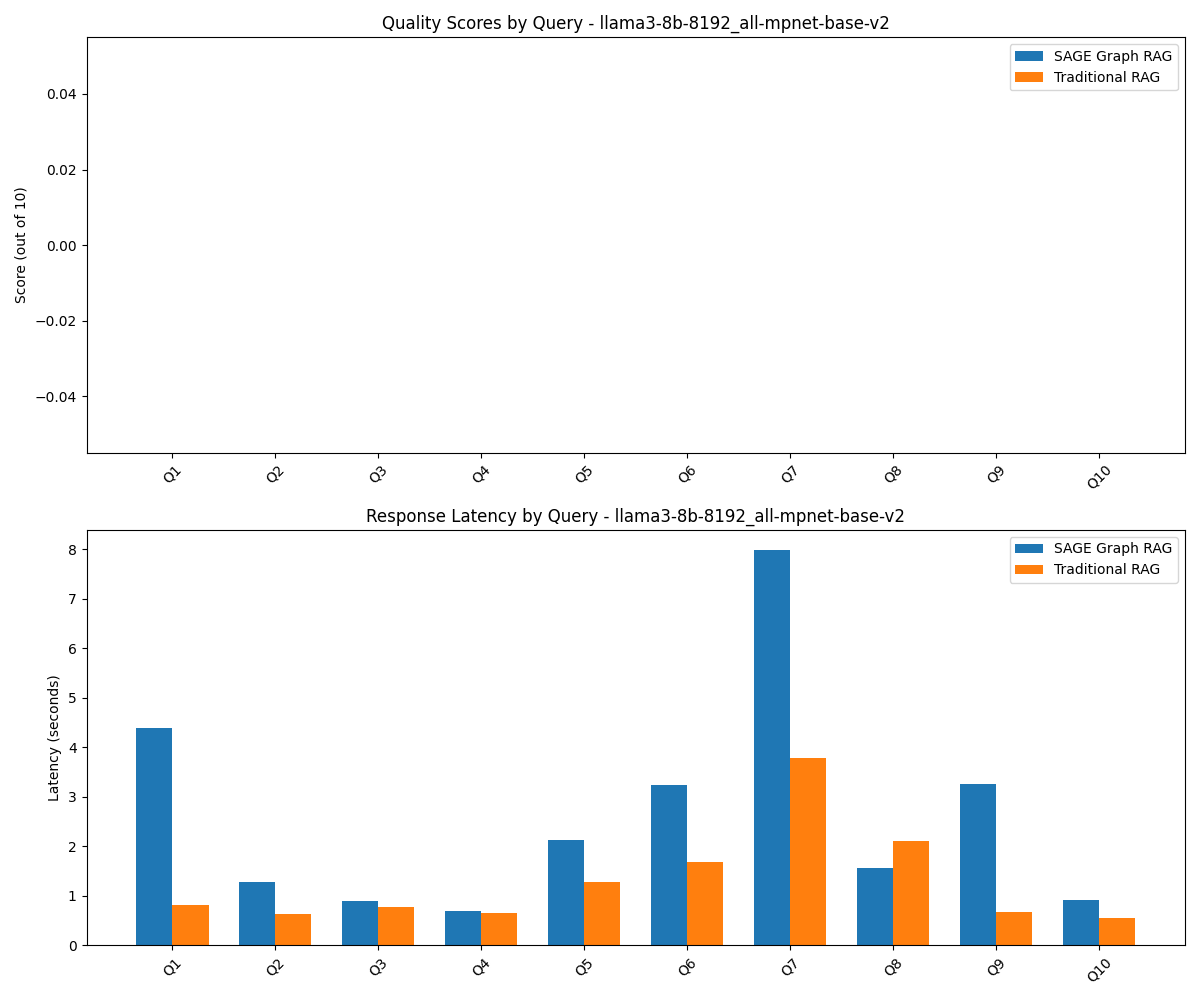 Quality Scores by Query - llama3-8b-8192_all-mpnet-base-v2
SAGE Graph RAG
Traditional RAG
Score (out of 10)
0.04
0.02
0.00
−0.02
−0.04
Q1 Q2 Q3 Q4 Q5 Q6 Q7 Q8 Q9 Q10
Response Latency by Query - llama3-8b-8192_all-mpnet-base-v2
SAGE Graph RAG
Traditional RAG
Latency (seconds)
8
7
6
5
4
3
2
1
0
Q1 Q2 Q3 Q4 Q5 Q6 Q7 Q8 Q9 Q10